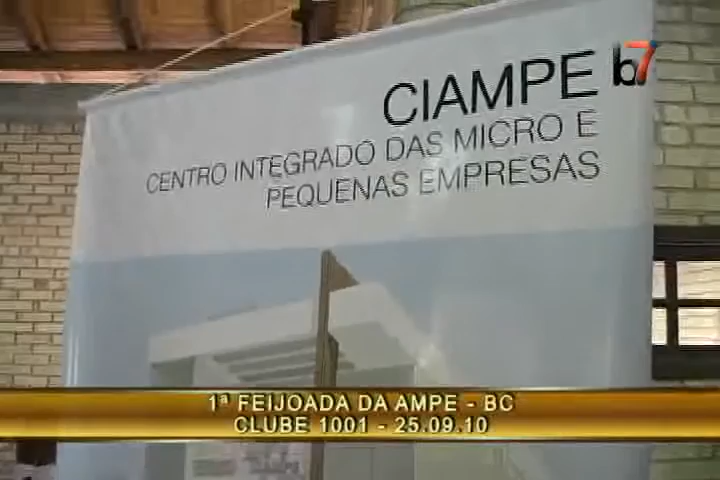 CIAMPE
b7
CENTRO INTEGRADO DAS MICRO E
PEQUENAS EMPRESAS
1ª FEIJOADA DA AMPE - BC
CLUBE 1001 - 25.09.10